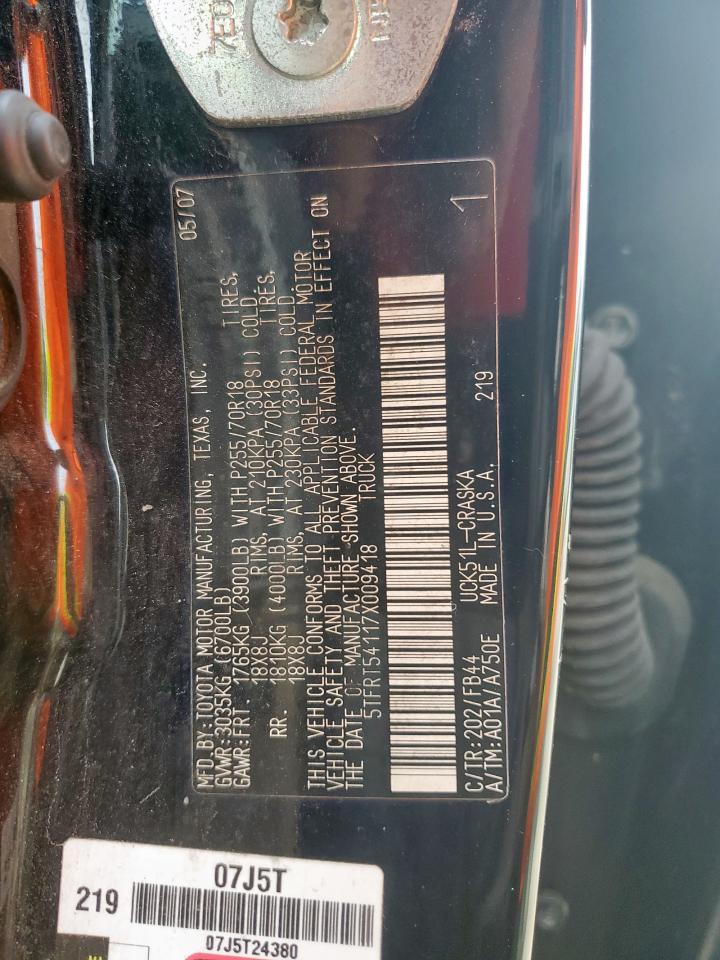 MFD.BY:TOYOTA MOTOR MANUFACTURING, TEXAS, INC. 05/07
GVWR:3035KG (6700LB)
GAWR:FRT. 1765KG (3900LB) WITH P255/70R18 TIRES,
18X8J RIMS, AT 210KPA (30PSI) COLD.
RR. 1810KG (4000LB) WITH P255/70R18 TIRES,
18X8J RIMS, AT 230KPA (33PSI) COLD.
THIS VEHICLE CONFORMS TO ALL APPLICABLE FEDERAL MOTOR
VEHICLE SAFETY AND THEFT PREVENTION STANDARDS IN EFFECT ON
THE DATE OF MANUFACTURE SHOWN ABOVE.
5TFRT54117X009418 TRUCK
C/TR:202/FB44 UCK51L-CRASKA 219
A/TM:A01A/A750E MADE IN U.S.A. 1
07J5T
219
07J5T24380